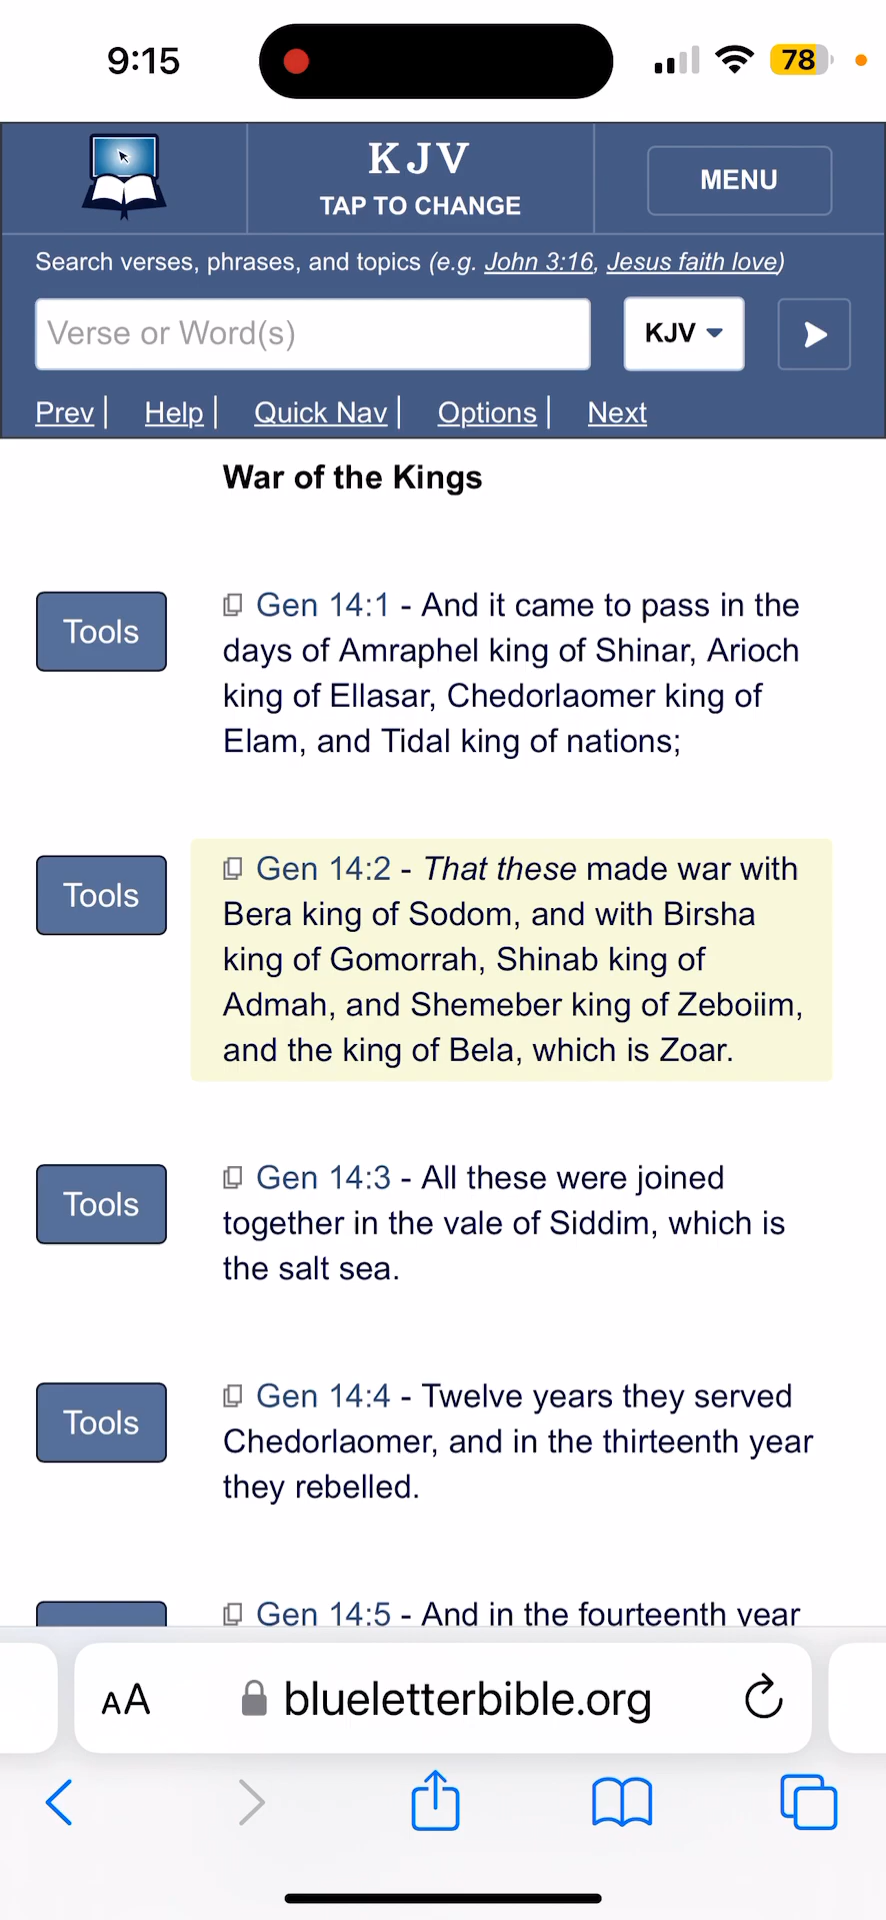 9:15
78
KJV
TAP TO CHANGE
MENU
Search verses, phrases, and topics (e.g. John 3:16, Jesus faith love)
Verse or Word(s)
KJV
Prev | Help | Quick Nav | Options | Next
War of the Kings
Tools
Gen 14:1 - And it came to pass in the
days of Amraphel king of Shinar, Arioch
king of Ellasar, Chedorlaomer king of
Elam, and Tidal king of nations;
Tools
Gen 14:2 - That these made war with
Bera king of Sodom, and with Birsha
king of Gomorrah, Shinab king of
Admah, and Shemeber king of Zeboiim,
and the king of Bela, which is Zoar.
Tools
Gen 14:3 - All these were joined
together in the vale of Siddim, which is
the salt sea.
Tools
Gen 14:4 - Twelve years they served
Chedorlaomer, and in the thirteenth year
they rebelled.
Gen 14:5 - And in the fourteenth year
AA
blueletterbible.org